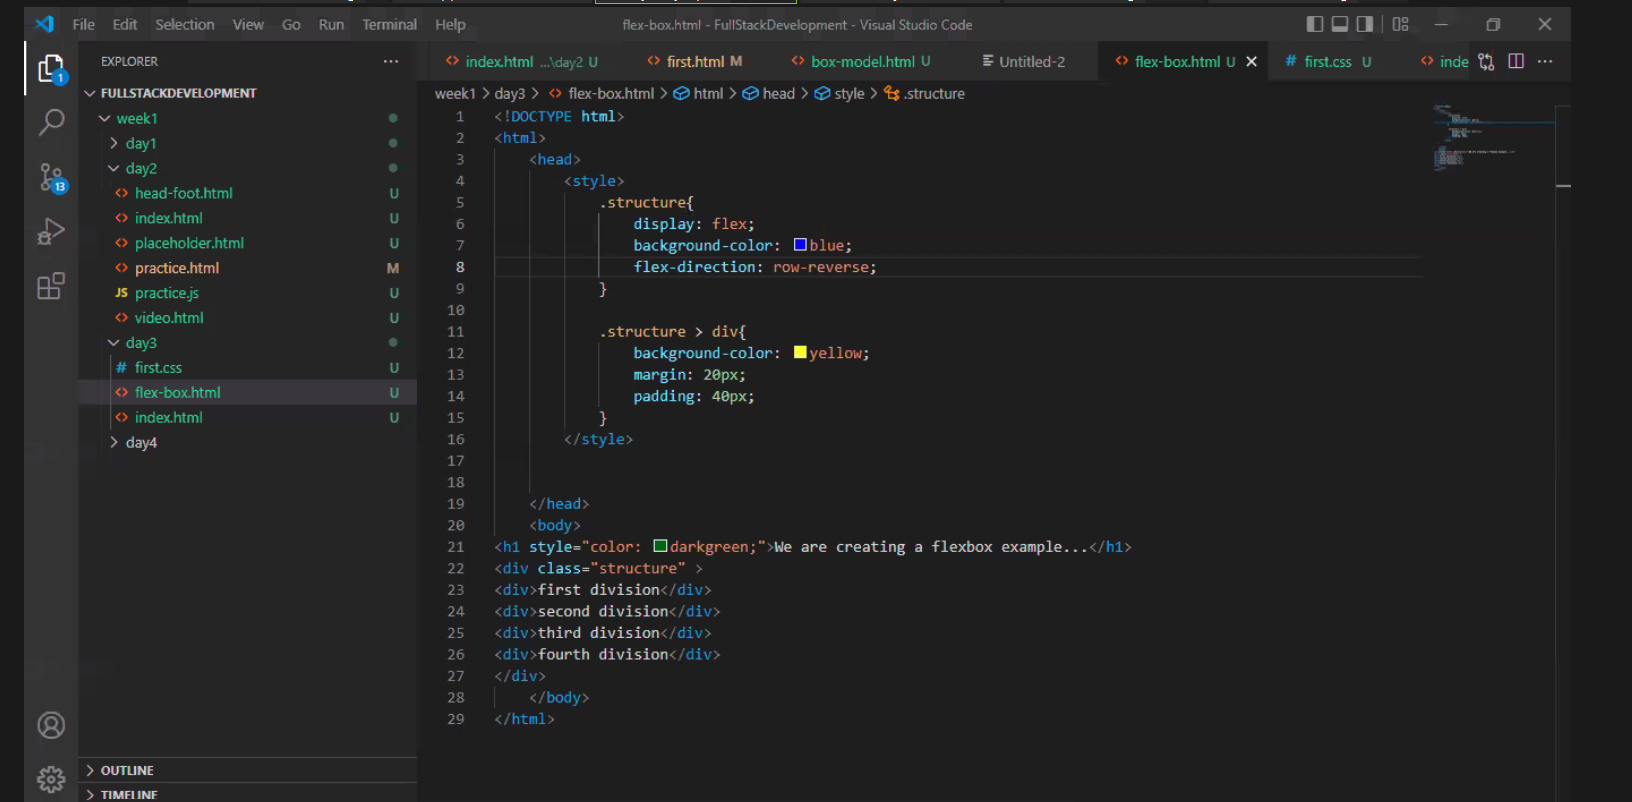 File Edit Selection View Go Run Terminal Help
flex-box.html - FullStackDevelopment - Visual Studio Code
EXPLORER
index.html ...\day2 U
first.html M
box-model.html U
Untitled-2
flex-box.html U
# first.css U
inde
week1 > day3 > flex-box.html > html > head > style > .structure
1
13
FULLSTACKDEVELOPMENT
week1
day1
day2
head-foot.html U
index.html U
placeholder.html U
practice.html M
JS practice.js U
video.html U
day3
# first.css U
flex-box.html U
index.html U
day4
OUTLINE
TIMELINE
1 <!DOCTYPE html>
2 <html>
3 <head>
4 <style>
5 .structure{
6 display: flex;
7 background-color: blue;
8 flex-direction: row-reverse;
9 }
10
11 .structure > div{
12 background-color: yellow;
13 margin: 20px;
14 padding: 40px;
15 }
16 </style>
17
18
19 </head>
20 <body>
21 <h1 style="color: darkgreen;">We are creating a flexbox example...</h1>
22 <div class="structure" >
23 <div>first division</div>
24 <div>second division</div>
25 <div>third division</div>
26 <div>fourth division</div>
27 </div>
28 </body>
29 </html>